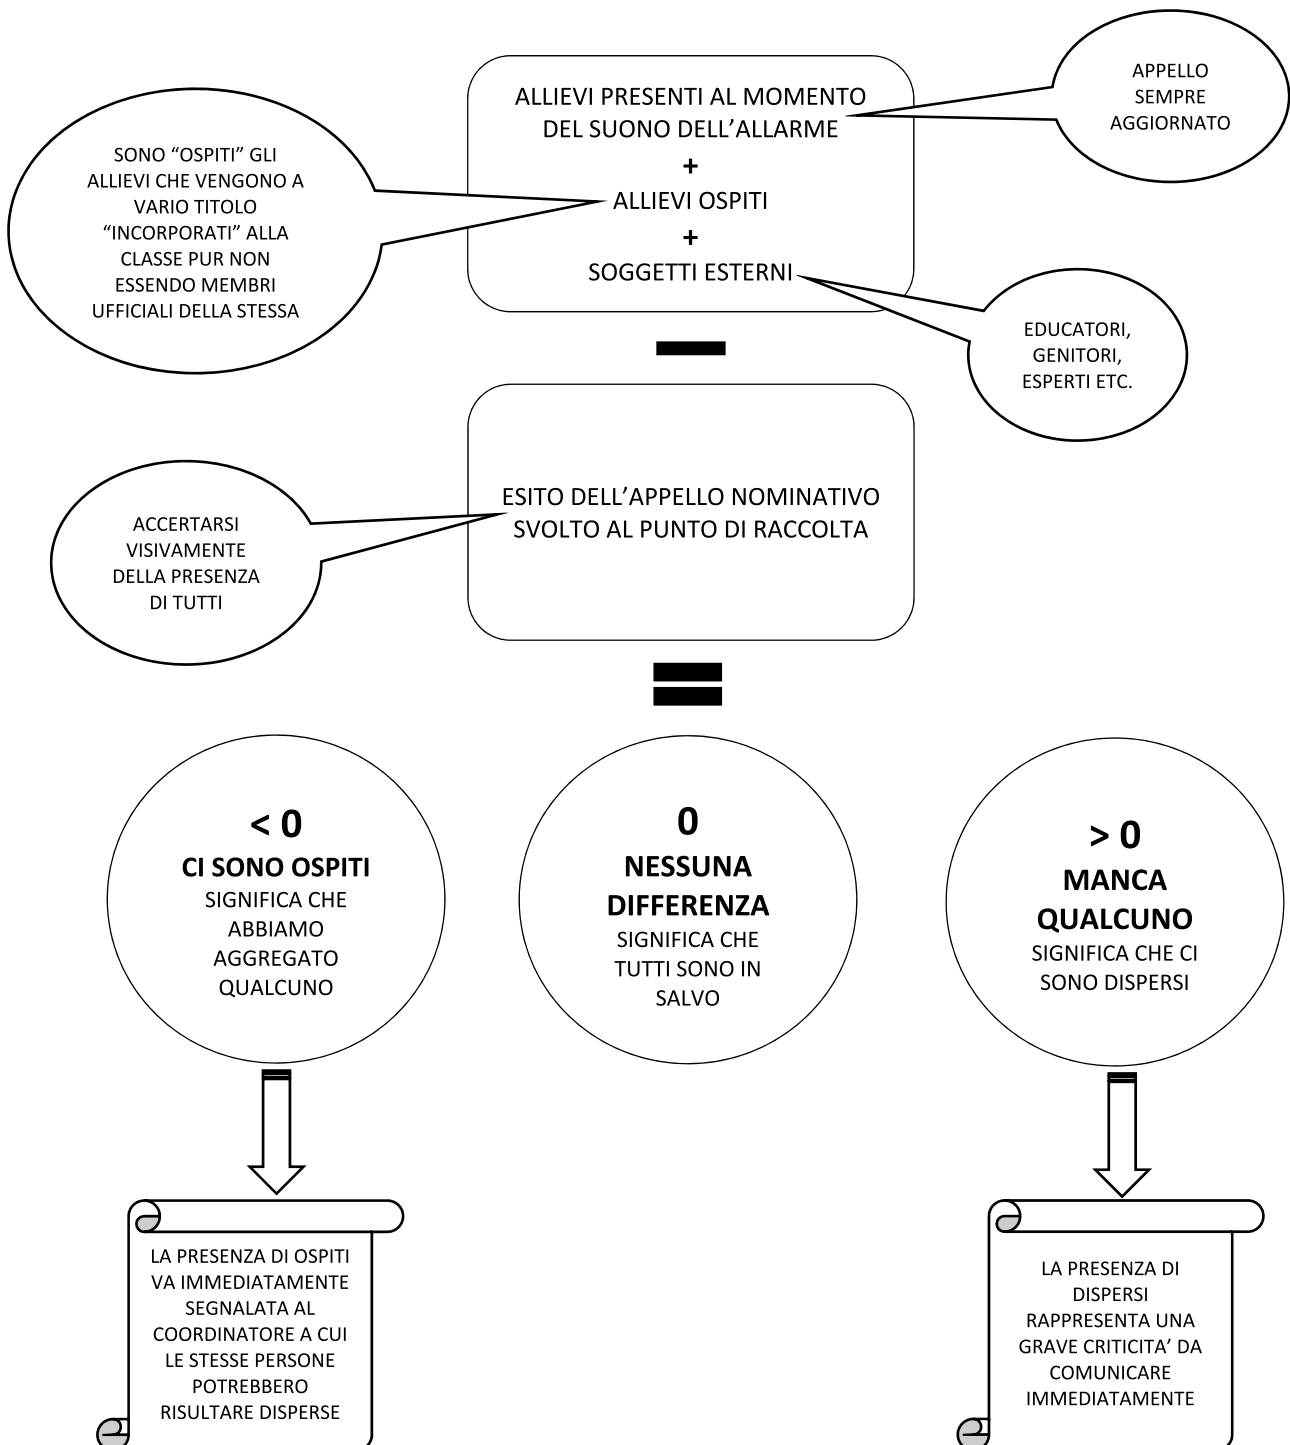 APPELLO
SEMPRE
AGGIORNATO
ALLIEVI PRESENTI AL MOMENTO
DEL SUONO DELL’ALLARME
+
ALLIEVI OSPITI
+
SOGGETTI ESTERNI
SONO “OSPITI” GLI
ALLIEVI CHE VENGONO A
VARIO TITOLO
“INCORPORATI” ALLA
CLASSE PUR NON
ESSENDO MEMBRI
UFFICIALI DELLA STESSA
EDUCATORI,
GENITORI,
ESPERTI ETC.
ESITO DELL’APPELLO NOMINATIVO
SVOLTO AL PUNTO DI RACCOLTA
ACCERTARSI
VISIVAMENTE
DELLA PRESENZA
DI TUTTI
< 0
CI SONO OSPITI
SIGNIFICA CHE
ABBIAMO
AGGREGATO
QUALCUNO
0
NESSUNA
DIFFERENZA
SIGNIFICA CHE
TUTTI SONO IN
SALVO
> 0
MANCA
QUALCUNO
SIGNIFICA CHE CI
SONO DISPERSI
LA PRESENZA DI OSPITI
VA IMMEDIATAMENTE
SEGNALATA AL
COORDINATORE A CUI
LE STESSE PERSONE
POTREBBERO
RISULTARE DISPERSE
LA PRESENZA DI
DISPERSI
RAPPRESENTA UNA
GRAVE CRITICITA’ DA
COMUNICARE
IMMEDIATAMENTE